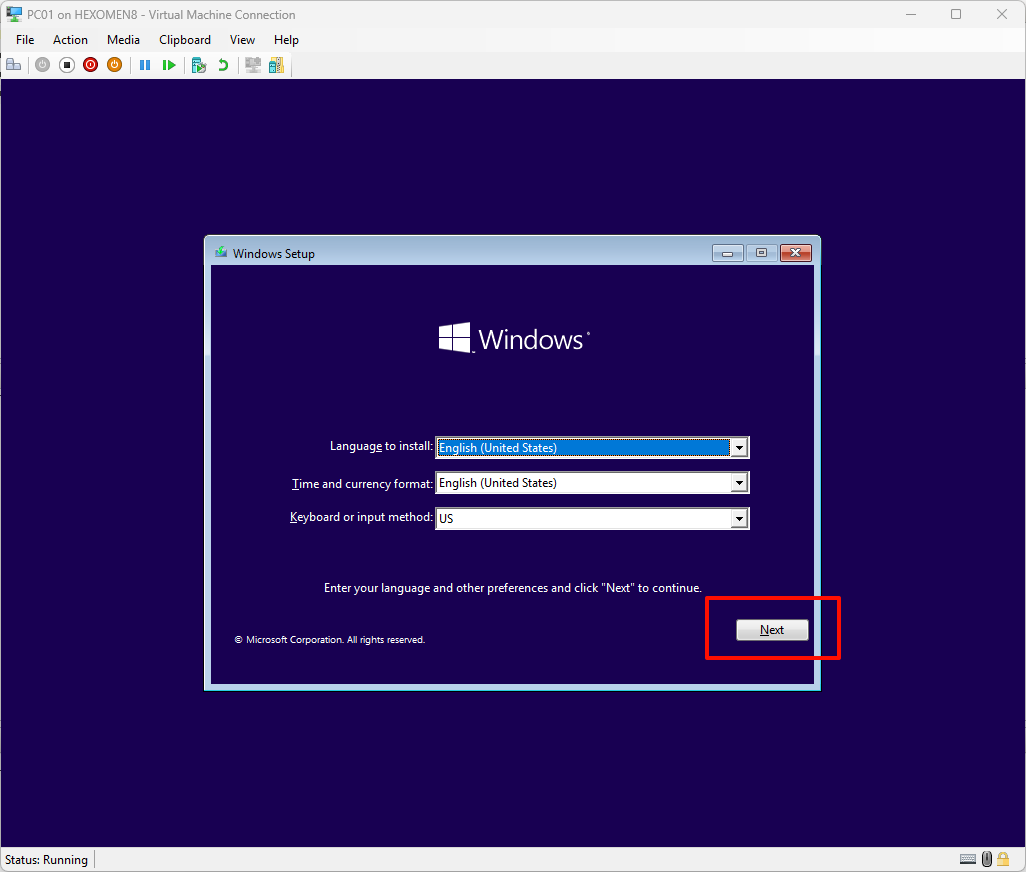 PC01 on HEXOMEN8 - Virtual Machine Connection
File Action Media Clipboard View Help
Windows Setup
Windows
Language to install: English (United States)
Time and currency format: English (United States)
Keyboard or input method: US
Enter your language and other preferences and click "Next" to continue.
Next
© Microsoft Corporation. All rights reserved.
Status: Running